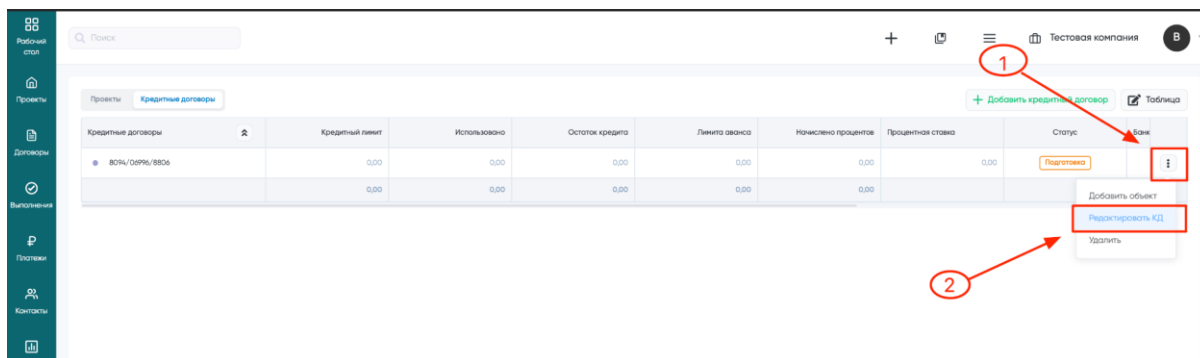 Рабочий
стол
Проекты
Договоры
Выполнения
Платежи
Контакты
Поиск
Тестовая компания
В
1
Проекты
Кредитные договоры
+ Добавить кредитный договор
Таблица
Кредитные договоры
Кредитный лимит
Использовано
Остаток кредита
Лимита аванса
Начислено процентов
Процентная ставка
Статус
Банк
8094/06996/8806
0,00
0,00
0,00
0,00
0,00
0,00
Подготовка
0,00
0,00
0,00
0,00
0,00
Добавить объект
Редактировать КД
Удалить
2